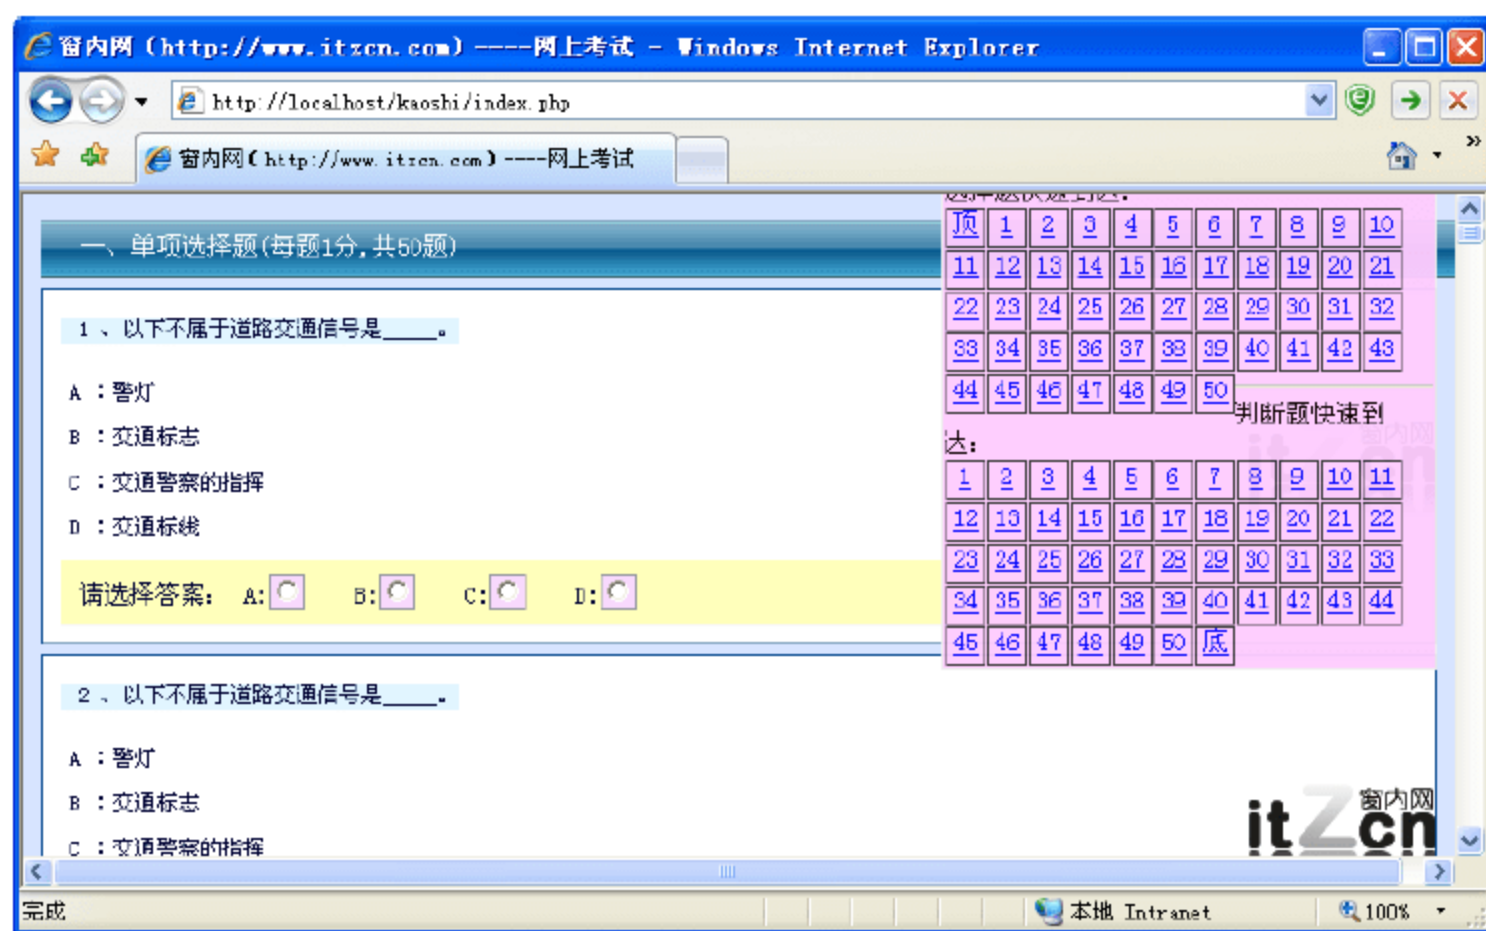 窗内网（http://www.itzcn.com）----网上考试 - Windows Internet Explorer
http://localhost/kaoshi/index.php
窗内网(http://www.itzcn.com)----网上考试
选择题快速到达：
一、单项选择题(每题1分,共50题)
顶 1 2 3 4 5 6 7 8 9 10
11 12 13 14 15 16 17 18 19 20 21
22 23 24 25 26 27 28 29 30 31 32
33 34 35 36 37 38 39 40 41 42 43
44 45 46 47 48 49 50
判断题快速到
达：
1 2 3 4 5 6 7 8 9 10 11
12 13 14 15 16 17 18 19 20 21 22
23 24 25 26 27 28 29 30 31 32 33
34 35 36 37 38 39 40 41 42 43 44
45 46 47 48 49 50 底
1 、以下不属于道路交通信号是_____。
A ：警灯
B ：交通标志
C ：交通警察的指挥
D ：交通标线
请选择答案： A: B: C: D:
2 、以下不属于道路交通信号是_____。
A ：警灯
B ：交通标志
C ：交通警察的指挥
窗内网
itZcn
完成
本地 Intranet
100%